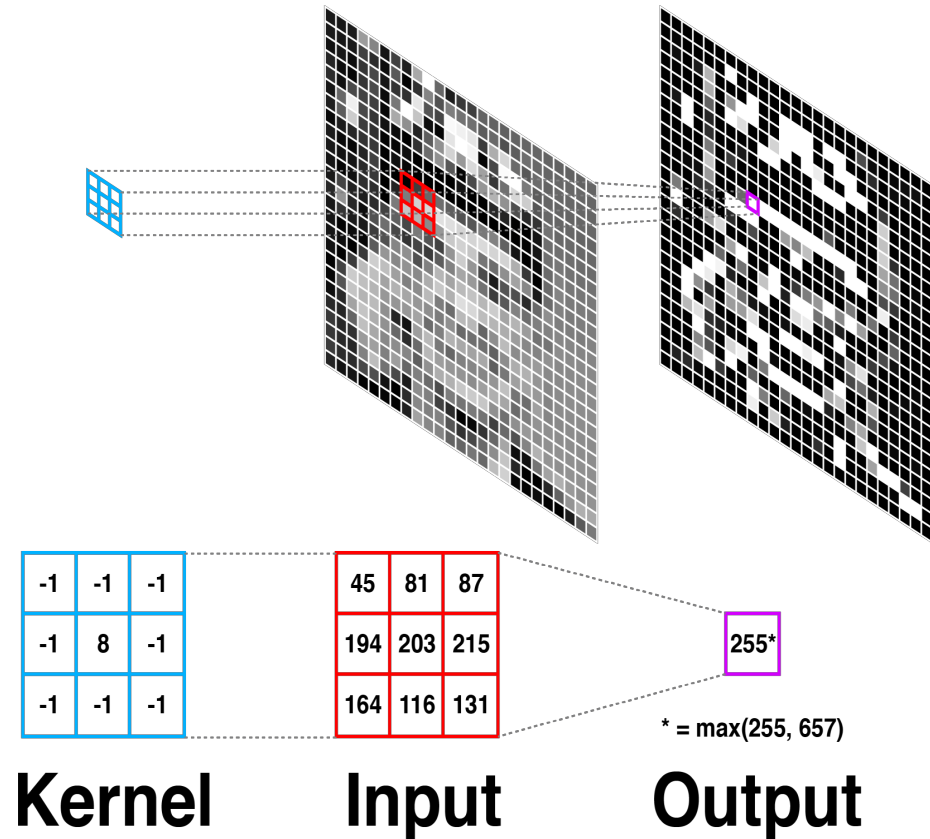 -1 -1 -1 45 81 87
-1 8 -1 194 203 215 255*
-1 -1 -1 164 116 131
* = max(255, 657)
Kernel Input Output